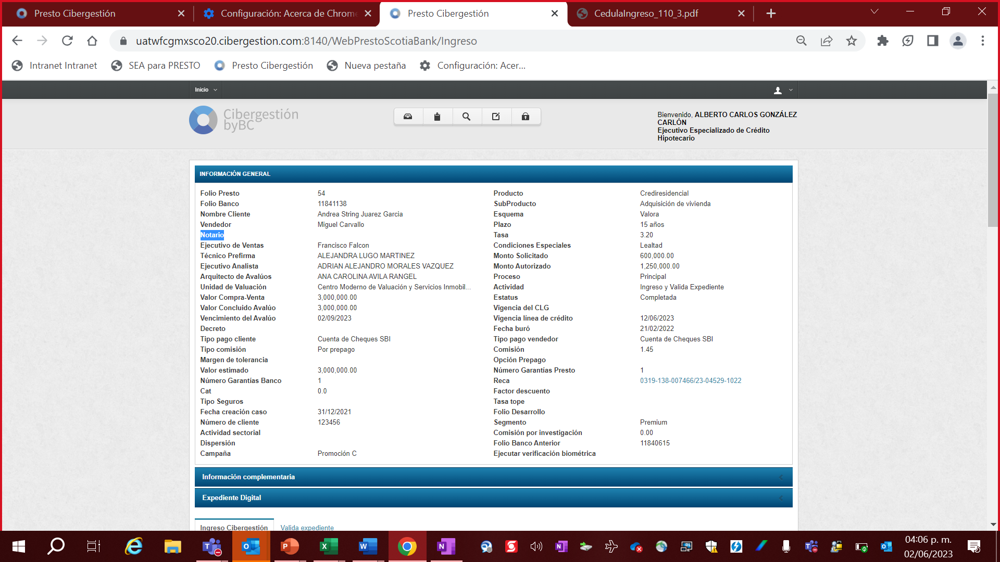 Presto Cibergestión
Configuración: Acerca de Chrome
Presto Cibergestión
CedulaIngreso_110_3.pdf
uatwfcgmxsco20.cibergestion.com:8140/WebPrestoScotiaBank/Ingreso
Intranet Intranet
SEA para PRESTO
Presto Cibergestión
Nueva pestaña
Configuración: Acer...
Inicio
Cibergestión
byBC
Bienvenido, ALBERTO CARLOS GONZÁLEZ
CARLÓN
Ejecutivo Especializado de Crédito
Hipotecario
INFORMACIÓN GENERAL
Folio Presto 54 Producto Crediresidencial
Folio Banco 11841138 SubProducto Adquisición de vivienda
Nombre Cliente Andrea String Juarez Garcia Esquema Valora
Vendedor Miguel Carvallo Plazo 15 años
Notario Tasa 3.20
Ejecutivo de Ventas Francisco Falcon Condiciones Especiales Lealtad
Técnico Prefirma ALEJANDRA LUGO MARTINEZ Monto Solicitado 600,000.00
Ejecutivo Analista ADRIAN ALEJANDRO MORALES VAZQUEZ Monto Autorizado 1,250,000.00
Arquitecto de Avalúos ANA CAROLINA AVILA RANGEL Proceso Principal
Unidad de Valuación Centro Moderno de Valuación y Servicios Inmobil... Actividad Ingreso y Valida Expediente
Valor Compra-Venta 3,000,000.00 Estatus Completada
Valor Concluido Avalúo 3,000,000.00 Vigencia del CLG
Vencimiento del Avalúo 02/09/2023 Vigencia línea de crédito 12/06/2023
Decreto Fecha buró 21/02/2022
Tipo pago cliente Cuenta de Cheques SBI Tipo pago vendedor Cuenta de Cheques SBI
Tipo comisión Por prepago Comisión 1.45
Margen de tolerancia Opción Prepago
Valor estimado 3,000,000.00 Número Garantías Presto 1
Número Garantías Banco 1 Reca 0319-138-007466/23-04529-1022
Cat 0.0 Factor descuento
Tipo Seguros Tasa tope
Fecha creación caso 31/12/2021 Folio Desarrollo
Número de cliente 123456 Segmento Premium
Actividad sectorial Comisión por investigación 0.00
Dispersión Folio Banco Anterior 11840615
Campaña Promoción C Ejecutar verificación biométrica
Información complementaria
Expediente Digital
Ingreso Cibergestión Valida expediente
04:06 p. m.
02/06/2023